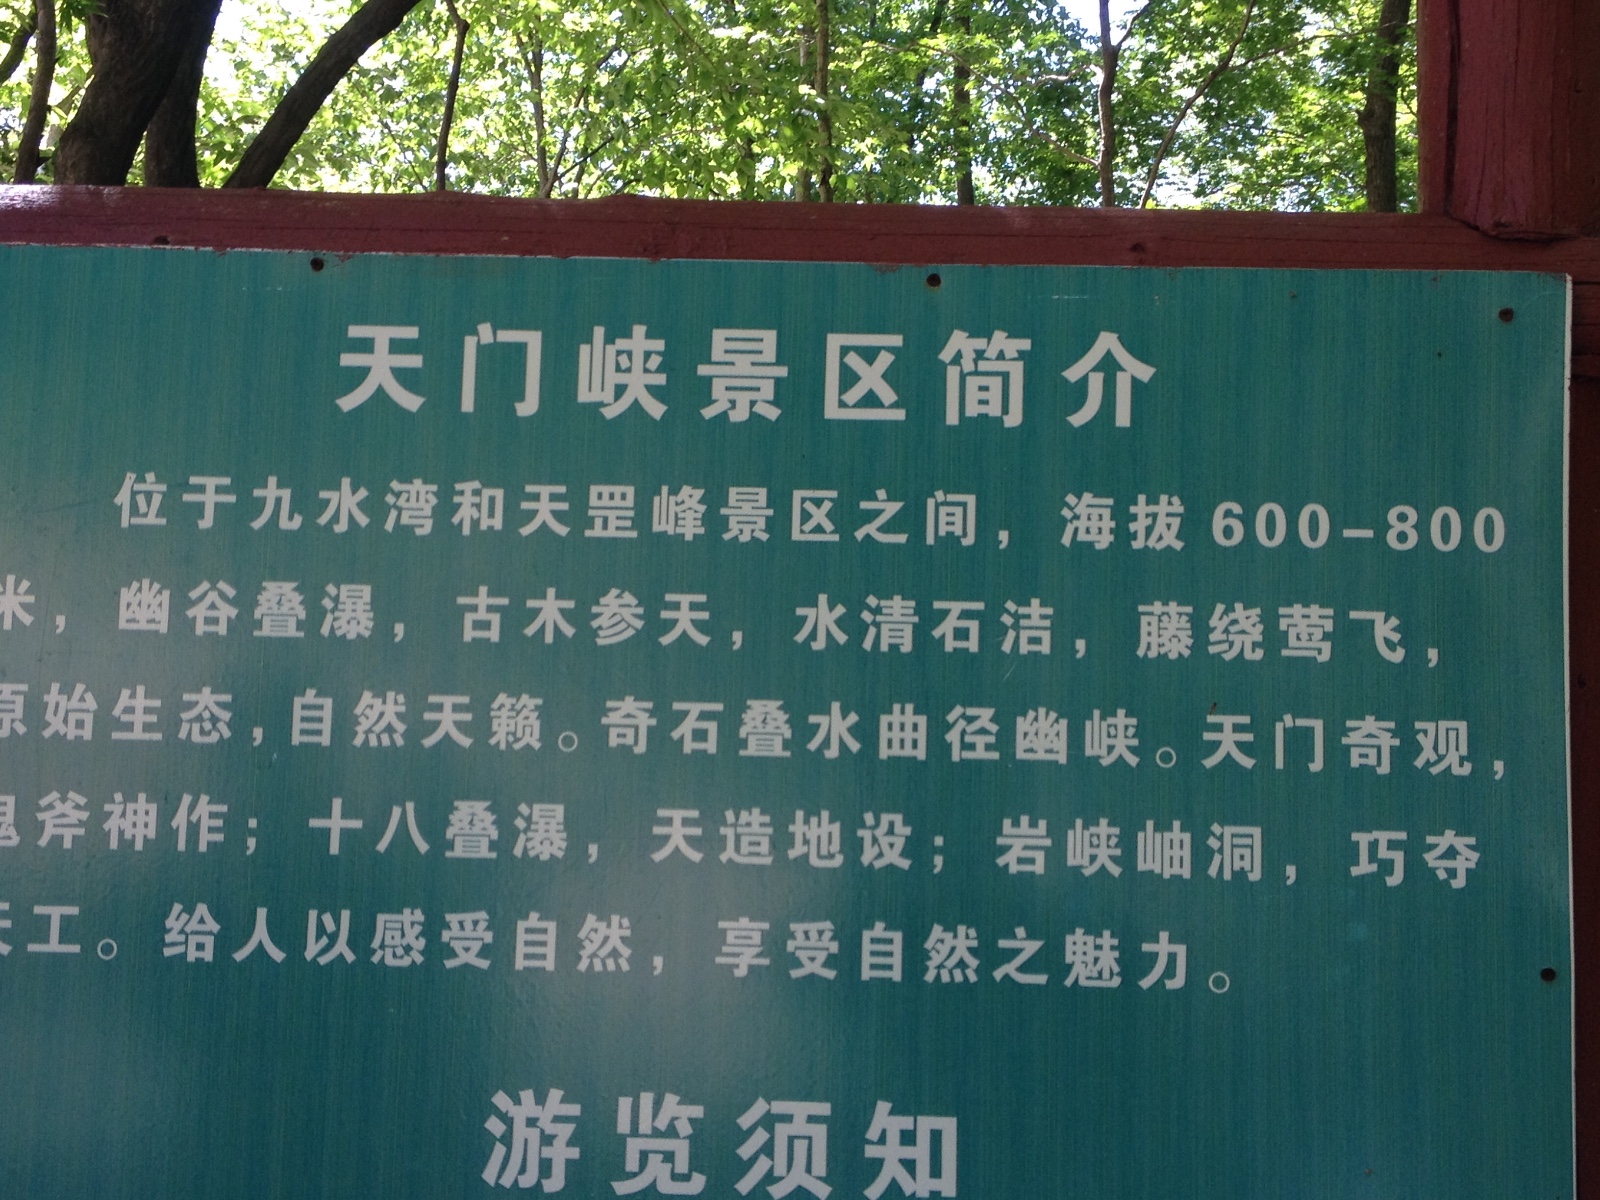 天门峡景区简介
位于九水湾和天罡峰景区之间，海拔600-800
米，幽谷叠瀑，古木参天，水清石洁，藤绕莺飞，
原始生态,自然天籁。奇石叠水曲径幽峡。天门奇观，
鬼斧神作；十八叠瀑，天造地设；岩峡岫洞，巧夺
天工。给人以感受自然，享受自然之魅力。
游览须知